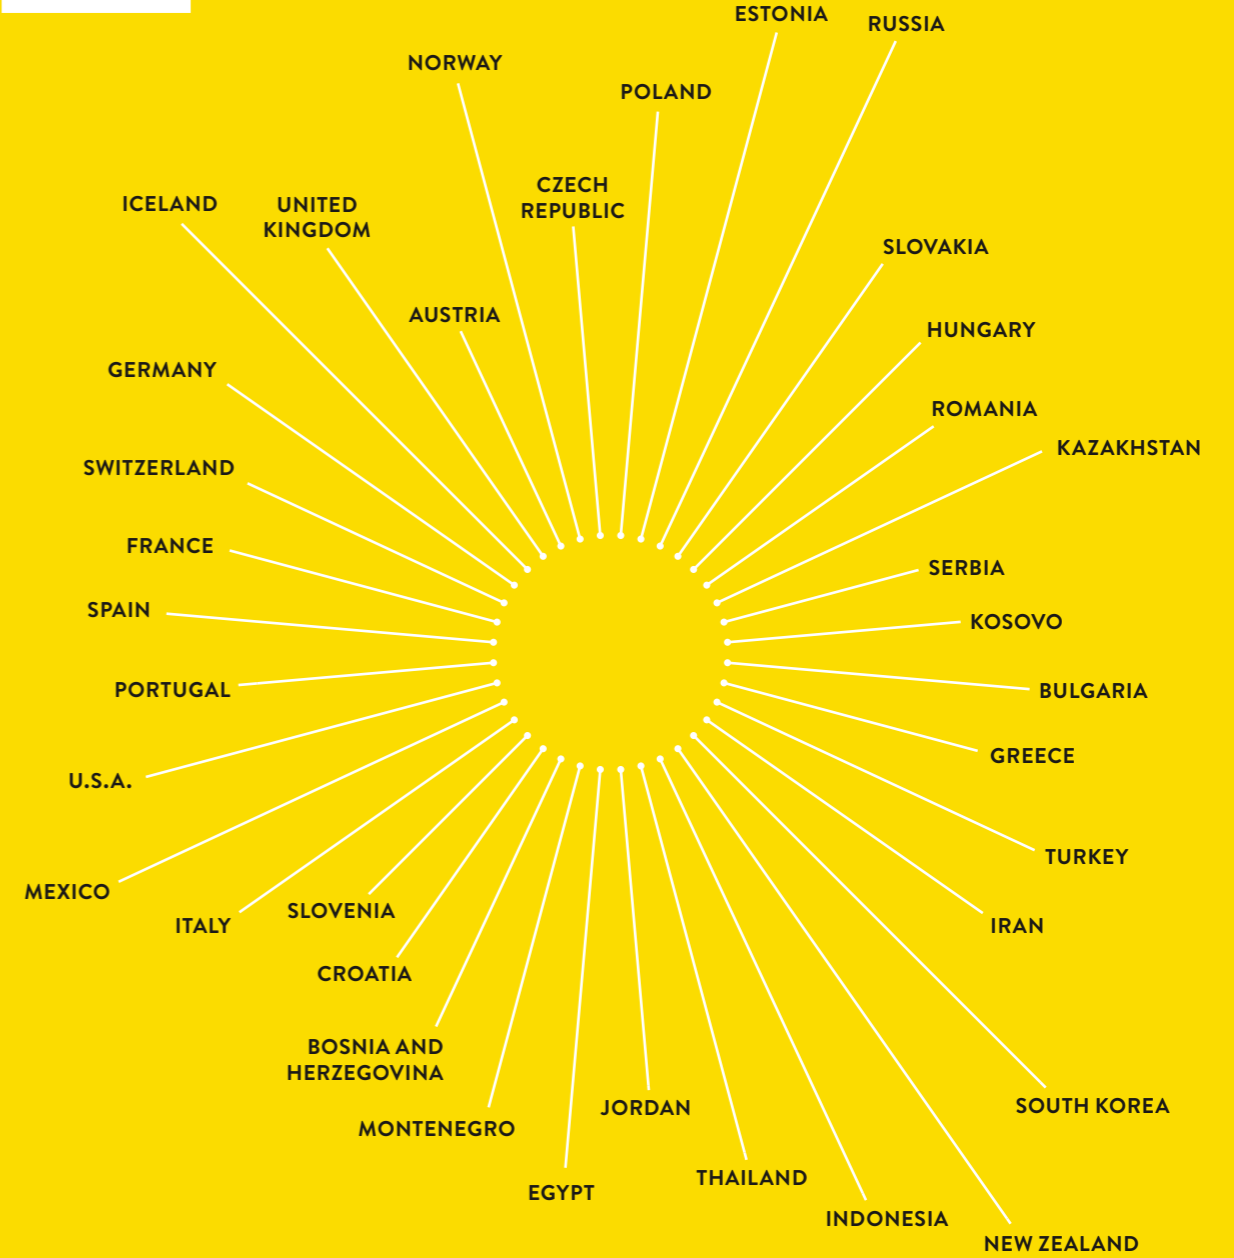 ESTONIA
RUSSIA
NORWAY
POLAND
CZECH
REPUBLIC
ICELAND
UNITED
KINGDOM
SLOVAKIA
AUSTRIA
HUNGARY
GERMANY
ROMANIA
KAZAKHSTAN
SWITZERLAND
FRANCE
SERBIA
SPAIN
KOSOVO
PORTUGAL
BULGARIA
GREECE
U.S.A.
TURKEY
MEXICO
SLOVENIA
ITALY
IRAN
CROATIA
BOSNIA AND
HERZEGOVINA
SOUTH KOREA
JORDAN
MONTENEGRO
THAILAND
EGYPT
INDONESIA
NEW ZEALAND